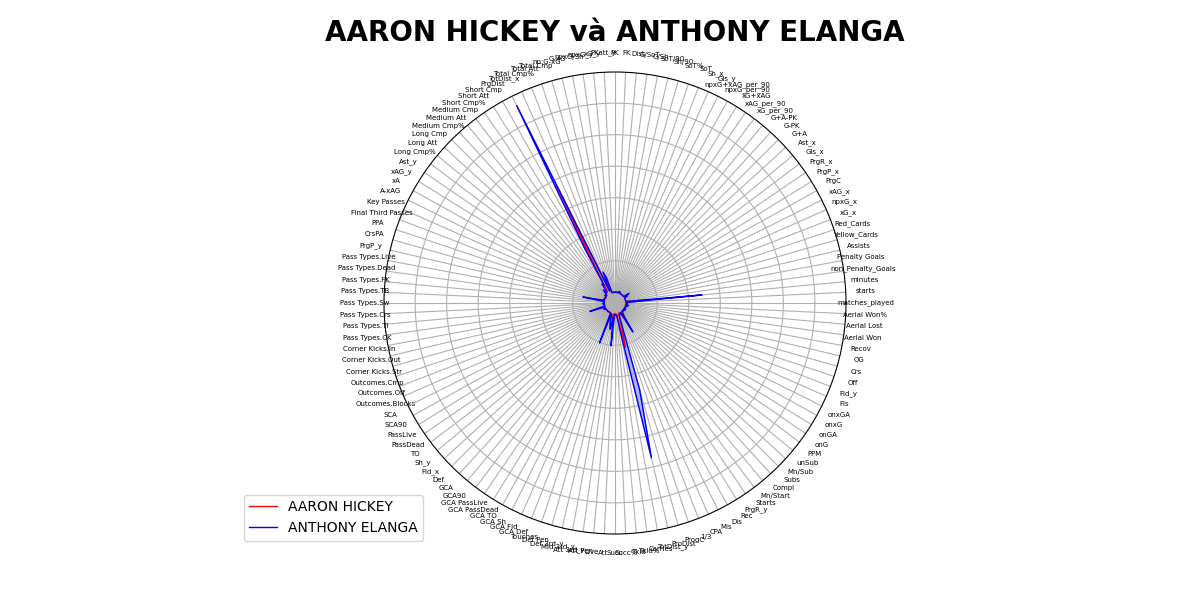 AARON HICKEY và ANTHONY ELANGA
Total Cmp%
TotDist_x
PrgDist
Short Cmp
Short Att
Short Cmp%
Medium Cmp
Medium Att
Medium Cmp%
Long Cmp
Long Att
Long Cmp%
Ast_y
xAG_y
xA
A-xAG
Key Passes
Final Third Passes
PPA
CrsPA
PrgP_y
Pass Types.Live
Pass Types.Dead
Pass Types.FK
Pass Types.TB
Pass Types.Sw
Pass Types.Crs
Pass Types.TI
Pass Types.CK
Corner Kicks.In
Corner Kicks.Out
Corner Kicks.Str
Outcomes.Cmp
Outcomes.Off
Outcomes.Blocks
SCA
SCA90
PassLive
PassDead
TO
Sh_y
Fld_x
Def
GCA
GCA90
GCA PassLive
GCA PassDead
GCA TO
GCA Sh
GCA Fld
GCA Def
Touches
SoT%
SoT
Sh_x
Gls_y
npxG+xAG_per_90
npxG_per_90
xG+xAG
xAG_per_90
xG_per_90
G+A-PK
G-PK
G+A
Ast_x
Gls_x
PrgR_x
PrgP_x
PrgC
xAG_x
npxG_x
xG_x
Red_Cards
Yellow_Cards
Assists
Penalty Goals
non_Penalty_Goals
minutes
starts
matches_played
Aerial Won%
Aerial Lost
Aerial Won
Recov
OG
Crs
Off
Fld_y
Fls
onxGA
onxG
onGA
onG
PPM
unSub
Mn/Sub
Subs
Compl
Mn/Start
Starts
PrgR_y
Rec
Dis
Mis
CPA
1/3
ProgC
AARON HICKEY
ANTHONY ELANGA